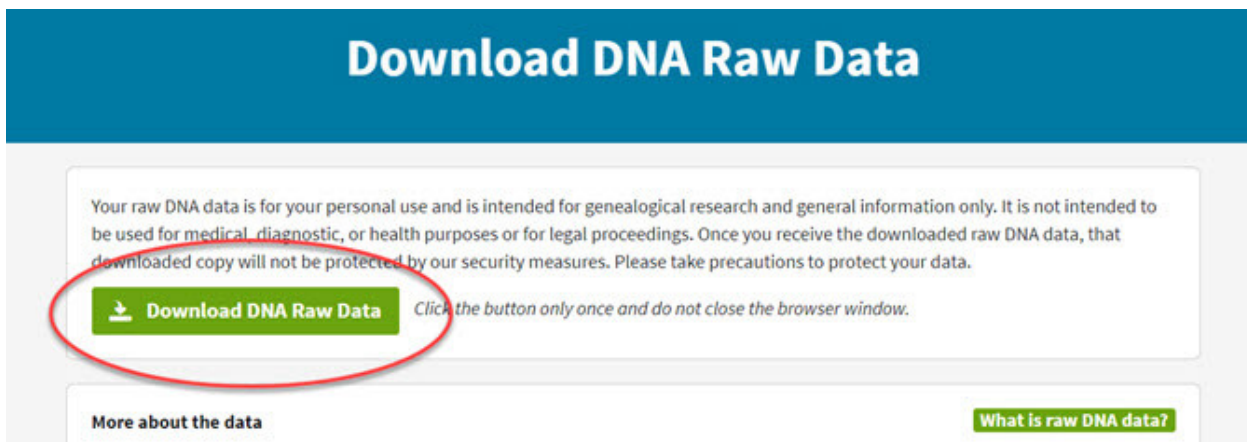 Download DNA Raw Data
Your raw DNA data is for your personal use and is intended for genealogical research and general information only. It is not intended to
be used for medical, diagnostic, or health purposes or for legal proceedings. Once you receive the downloaded raw DNA data, that
downloaded copy will not be protected by our security measures. Please take precautions to protect your data.
Download DNA Raw Data
Click the button only once and do not close the browser window.
More about the data
What is raw DNA data?